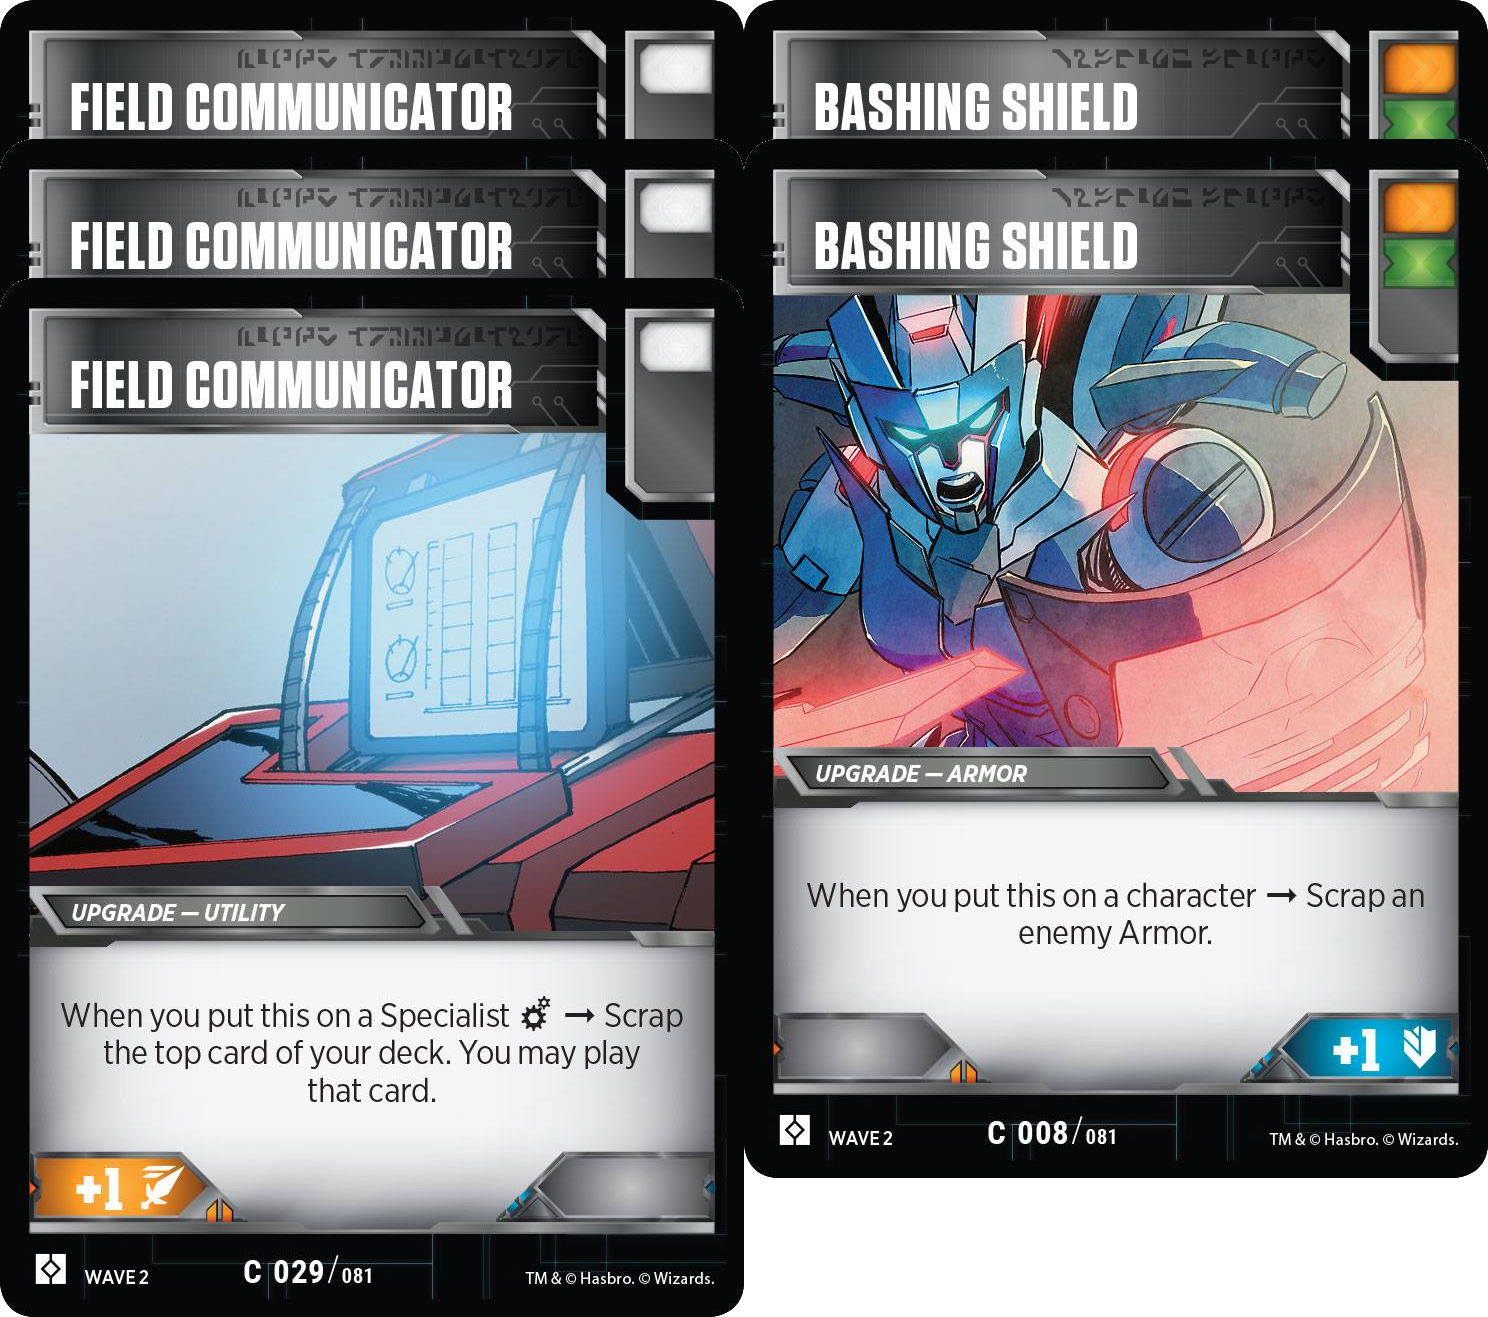 FIELD COMMUNICATOR
FIELD COMMUNICATOR
FIELD COMMUNICATOR
UPGRADE — UTILITY
When you put this on a Specialist → Scrap
the top card of your deck. You may play
that card.
+1
WAVE 2
C 029/081
TM & © Hasbro. © Wizards.
BASHING SHIELD
BASHING SHIELD
UPGRADE — ARMOR
When you put this on a character → Scrap an
enemy Armor.
+1
WAVE 2
C 008/081
TM & © Hasbro. © Wizards.